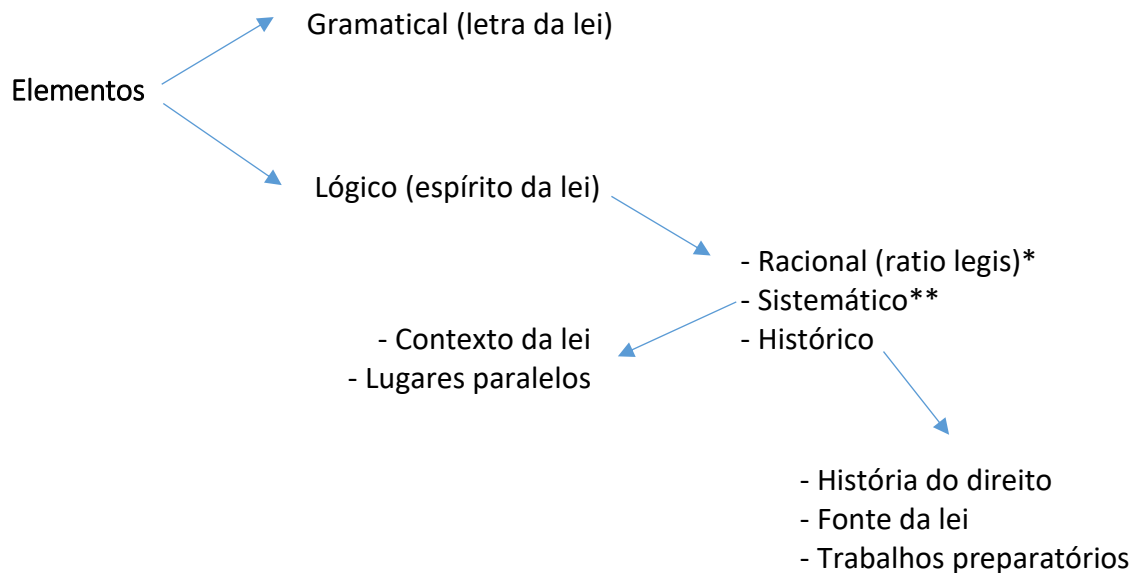 Gramatical (letra da lei)
Elementos
Lógico (espírito da lei)
- Racional (ratio legis)*
- Sistemático**
- Histórico
- Contexto da lei
- Lugares paralelos
- História do direito
- Fonte da lei
- Trabalhos preparatórios